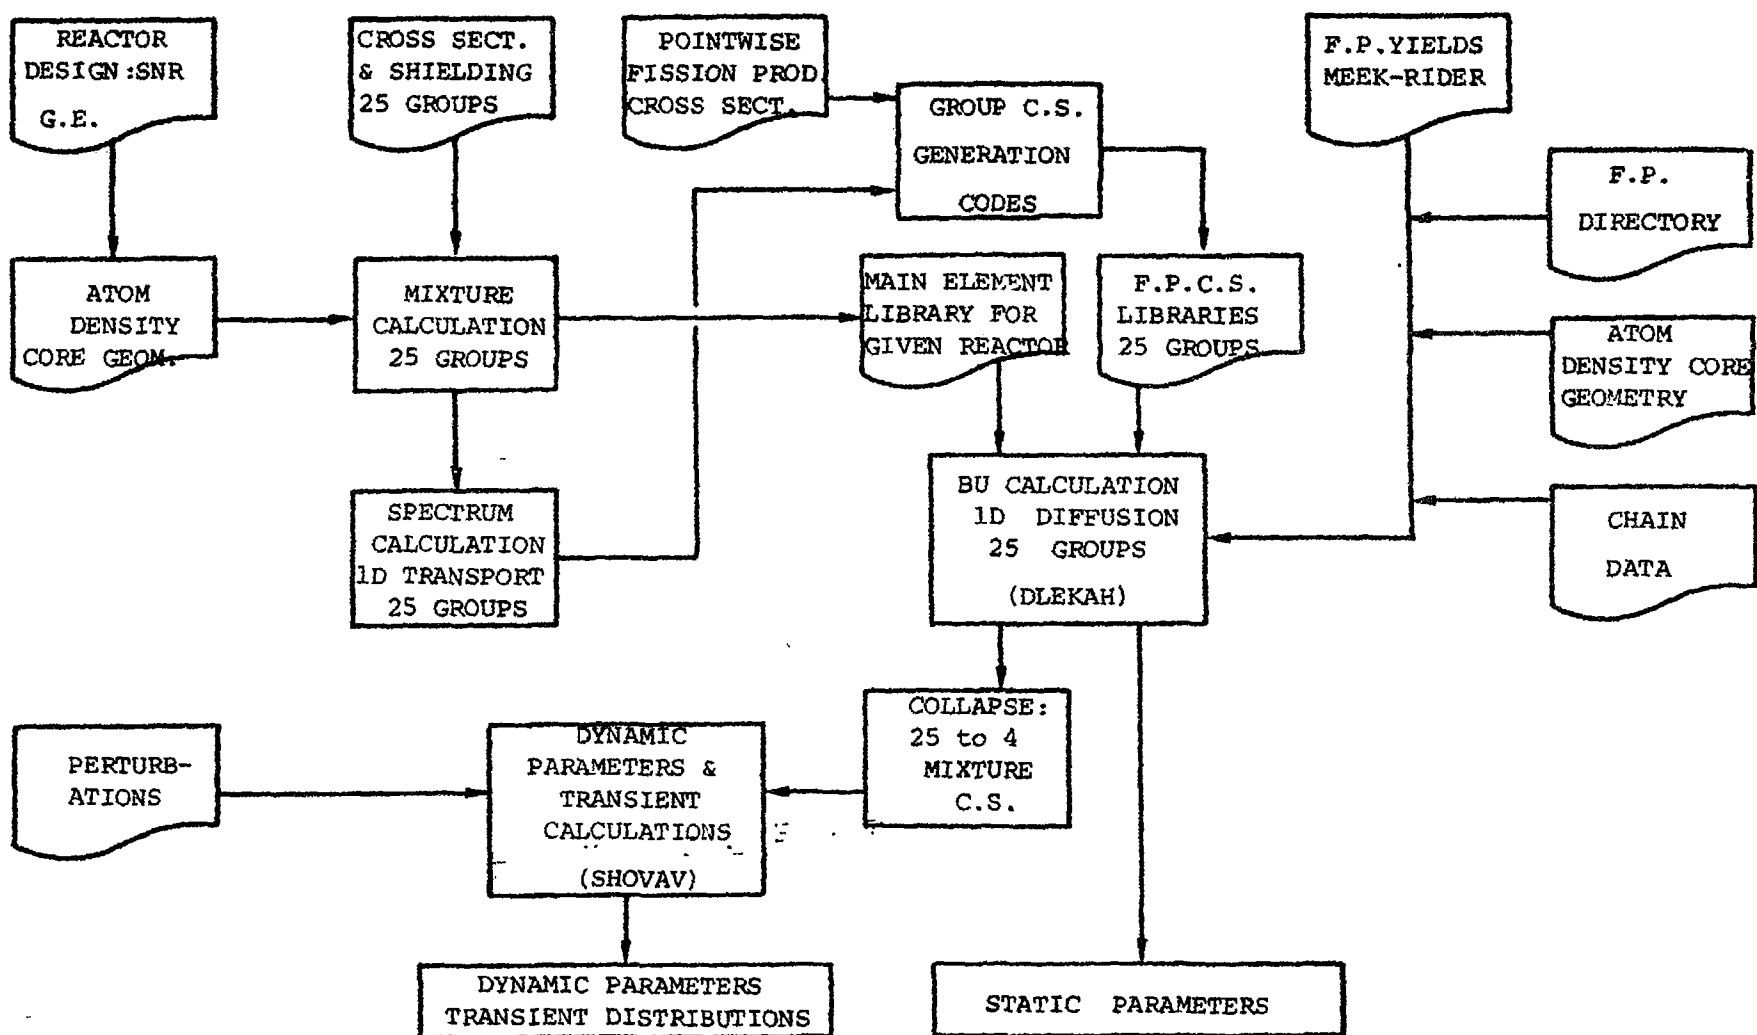 REACTOR
DESIGN:SNR
G.E.
CROSS SECT.
& SHIELDING
25 GROUPS
POINTWISE
FISSION PROD.
CROSS SECT.
GROUP C.S.
GENERATION
CODES
F.P.YIELDS
MEEK-RIDER
F.P.
DIRECTORY
ATOM
DENSITY
CORE GEOM.
MIXTURE
CALCULATION
25 GROUPS
MAIN ELEMENT
LIBRARY FOR
GIVEN REACTOR
F.P.C.S.
LIBRARIES
25 GROUPS
ATOM
DENSITY CORE
GEOMETRY
SPECTRUM
CALCULATION
1D TRANSPORT
25 GROUPS
BU CALCULATION
1D DIFFUSION
25 GROUPS
(DLEKAH)
CHAIN
DATA
PERTURB-
ATIONS
DYNAMIC
PARAMETERS &
TRANSIENT
CALCULATIONS
(SHOVAV)
COLLAPSE:
25 to 4
MIXTURE
C.S.
DYNAMIC PARAMETERS
TRANSIENT DISTRIBUTIONS
STATIC PARAMETERS